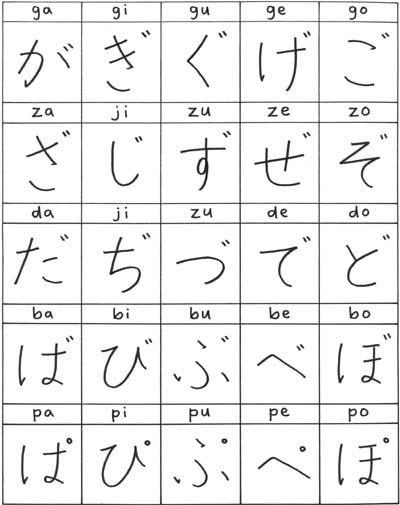 ga gi gu ge go
が ぎ ぐ げ ご
za ji zu ze zo
ざ じ ず ぜ ぞ
da ji zu de do
だ ぢ づ で ど
ba bi bu be bo
ば び ぶ べ ぼ
pa pi pu pe po
ぱ ぴ ぷ ぺ ぽ